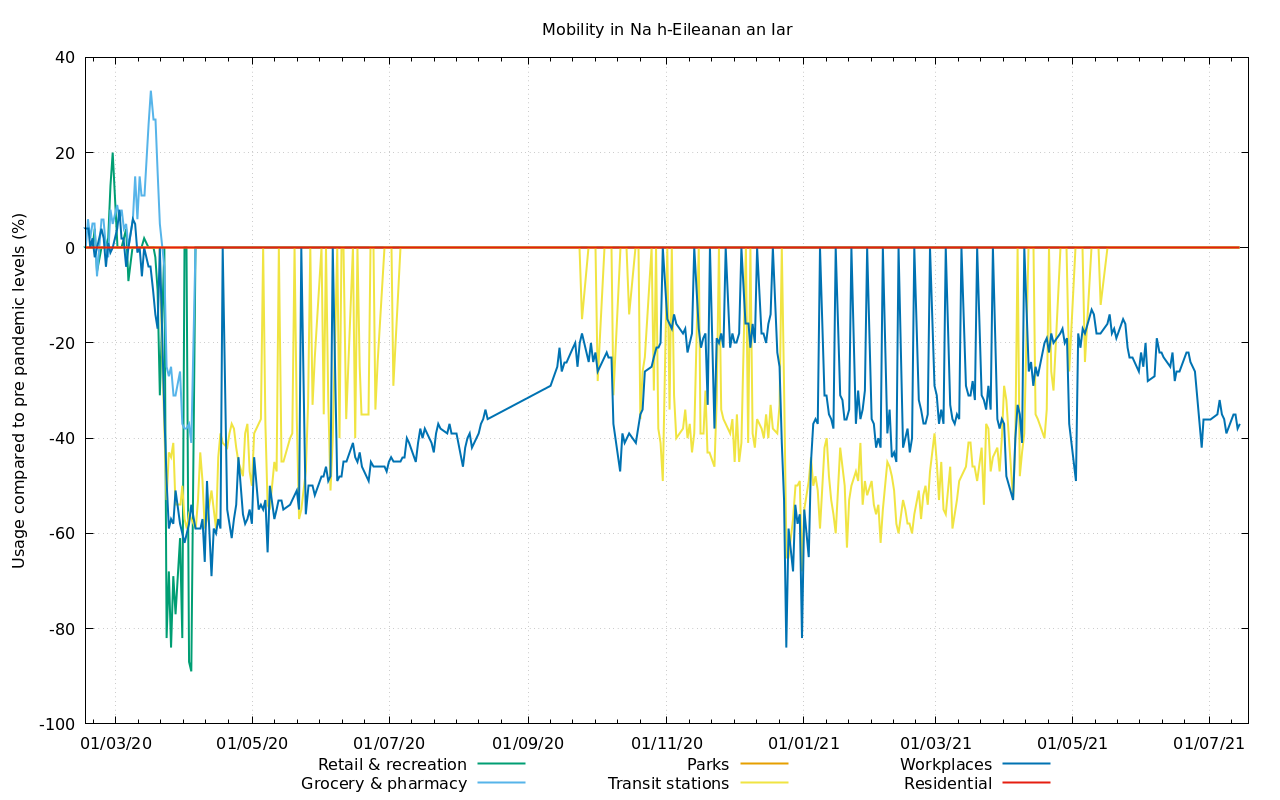 Mobility in Na h-Eileanan an Iar
Usage compared to pre pandemic levels (%)
40
20
0
-20
-40
-60
-80
-100
01/03/20 01/05/20 01/07/20 01/09/20 01/11/20 01/01/21 01/03/21 01/05/21 01/07/21
Retail & recreation Parks Workplaces
Grocery & pharmacy Transit stations Residential